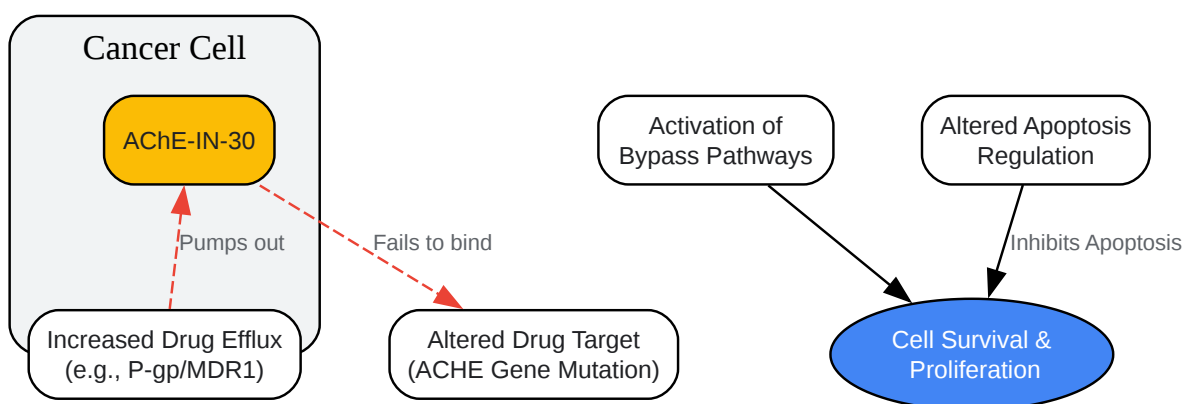 Cancer Cell
AChE-IN-30
Activation of
Bypass Pathways
Altered Apoptosis
Regulation
Pumps out
Fails to bind
Inhibits Apoptosis
Increased Drug Efflux
(e.g., P-gp/MDR1)
Altered Drug Target
(ACHE Gene Mutation)
Cell Survival &
Proliferation